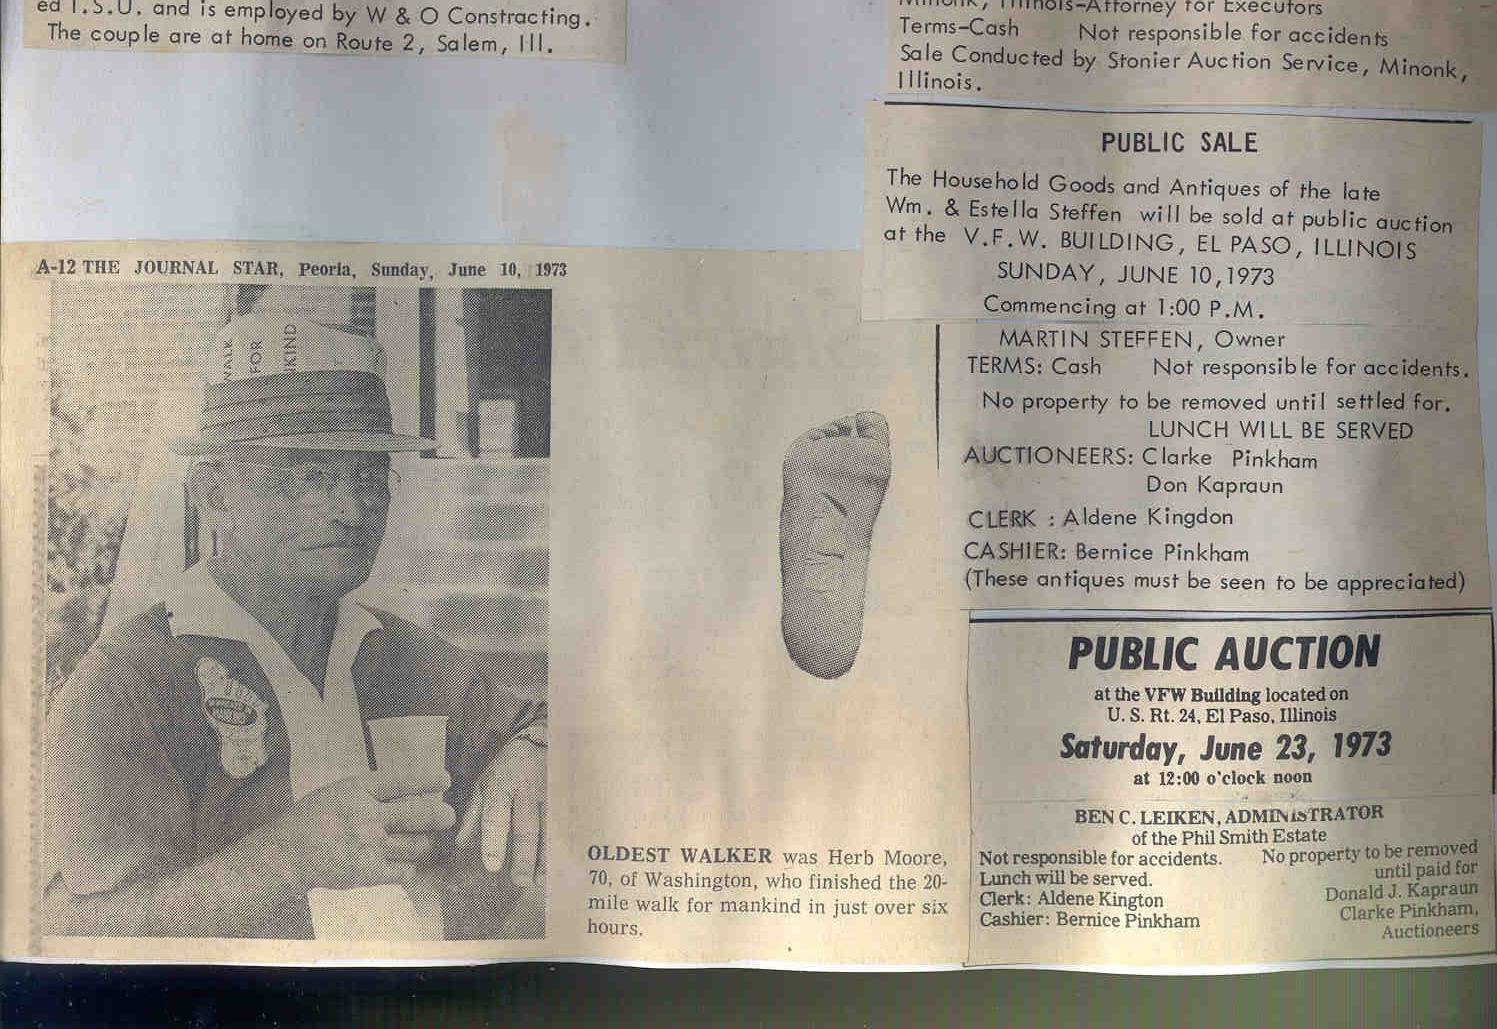 ed I.S.U. and is employed by W & O Constracting.
The couple are at home on Route 2, Salem, Ill.
Minonk, Illinois-Attorney for Executors
Terms-Cash Not responsible for accidents
Sale Conducted by Stonier Auction Service, Minonk,
Illinois.
PUBLIC SALE
The Household Goods and Antiques of the late
Wm. & Estella Steffen will be sold at public auction
at the V.F.W. BUILDING, EL PASO, ILLINOIS
SUNDAY, JUNE 10,1973
Commencing at 1:00 P.M.
MARTIN STEFFEN, Owner
TERMS: Cash Not responsible for accidents.
No property to be removed until settled for.
LUNCH WILL BE SERVED
AUCTIONEERS: Clarke Pinkham
Don Kapraun
CLERK : Aldene Kingdon
CASHIER: Bernice Pinkham
(These antiques must be seen to be appreciated)
A-12 THE JOURNAL STAR, Peoria, Sunday, June 10, 1973
WALK
FOR
KIND
OLDEST WALKER was Herb Moore,
70, of Washington, who finished the 20-
mile walk for mankind in just over six
hours.
PUBLIC AUCTION
at the VFW Building located on
U. S. Rt. 24, El Paso, Illinois
Saturday, June 23, 1973
at 12:00 o'clock noon
BEN C. LEIKEN, ADMINISTRATOR
of the Phil Smith Estate
Not responsible for accidents.
Lunch will be served.
Clerk: Aldene Kington
Cashier: Bernice Pinkham
No property to be removed
until paid for
Donald J. Kapraun
Clarke Pinkham,
Auctioneers